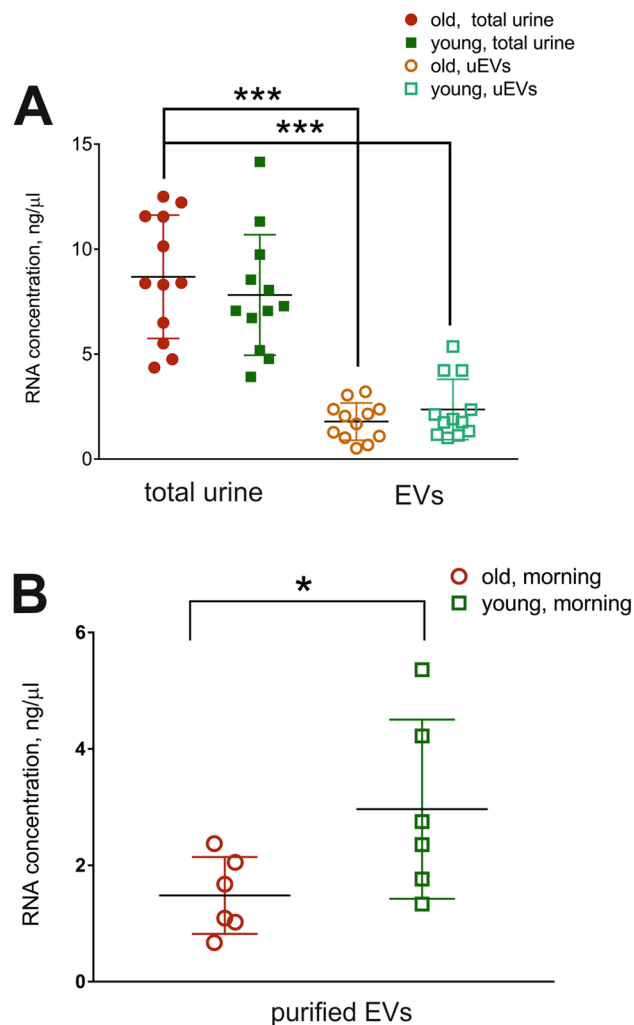 old, total urine
young, total urine
old, uEVs
young, uEVs
A
***
***
RNA concentration, ng/µl
15
10
5
0
total urine
EVs
B
old, morning
young, morning
*
RNA concentration, ng/µl
6
4
2
0
purified EVs